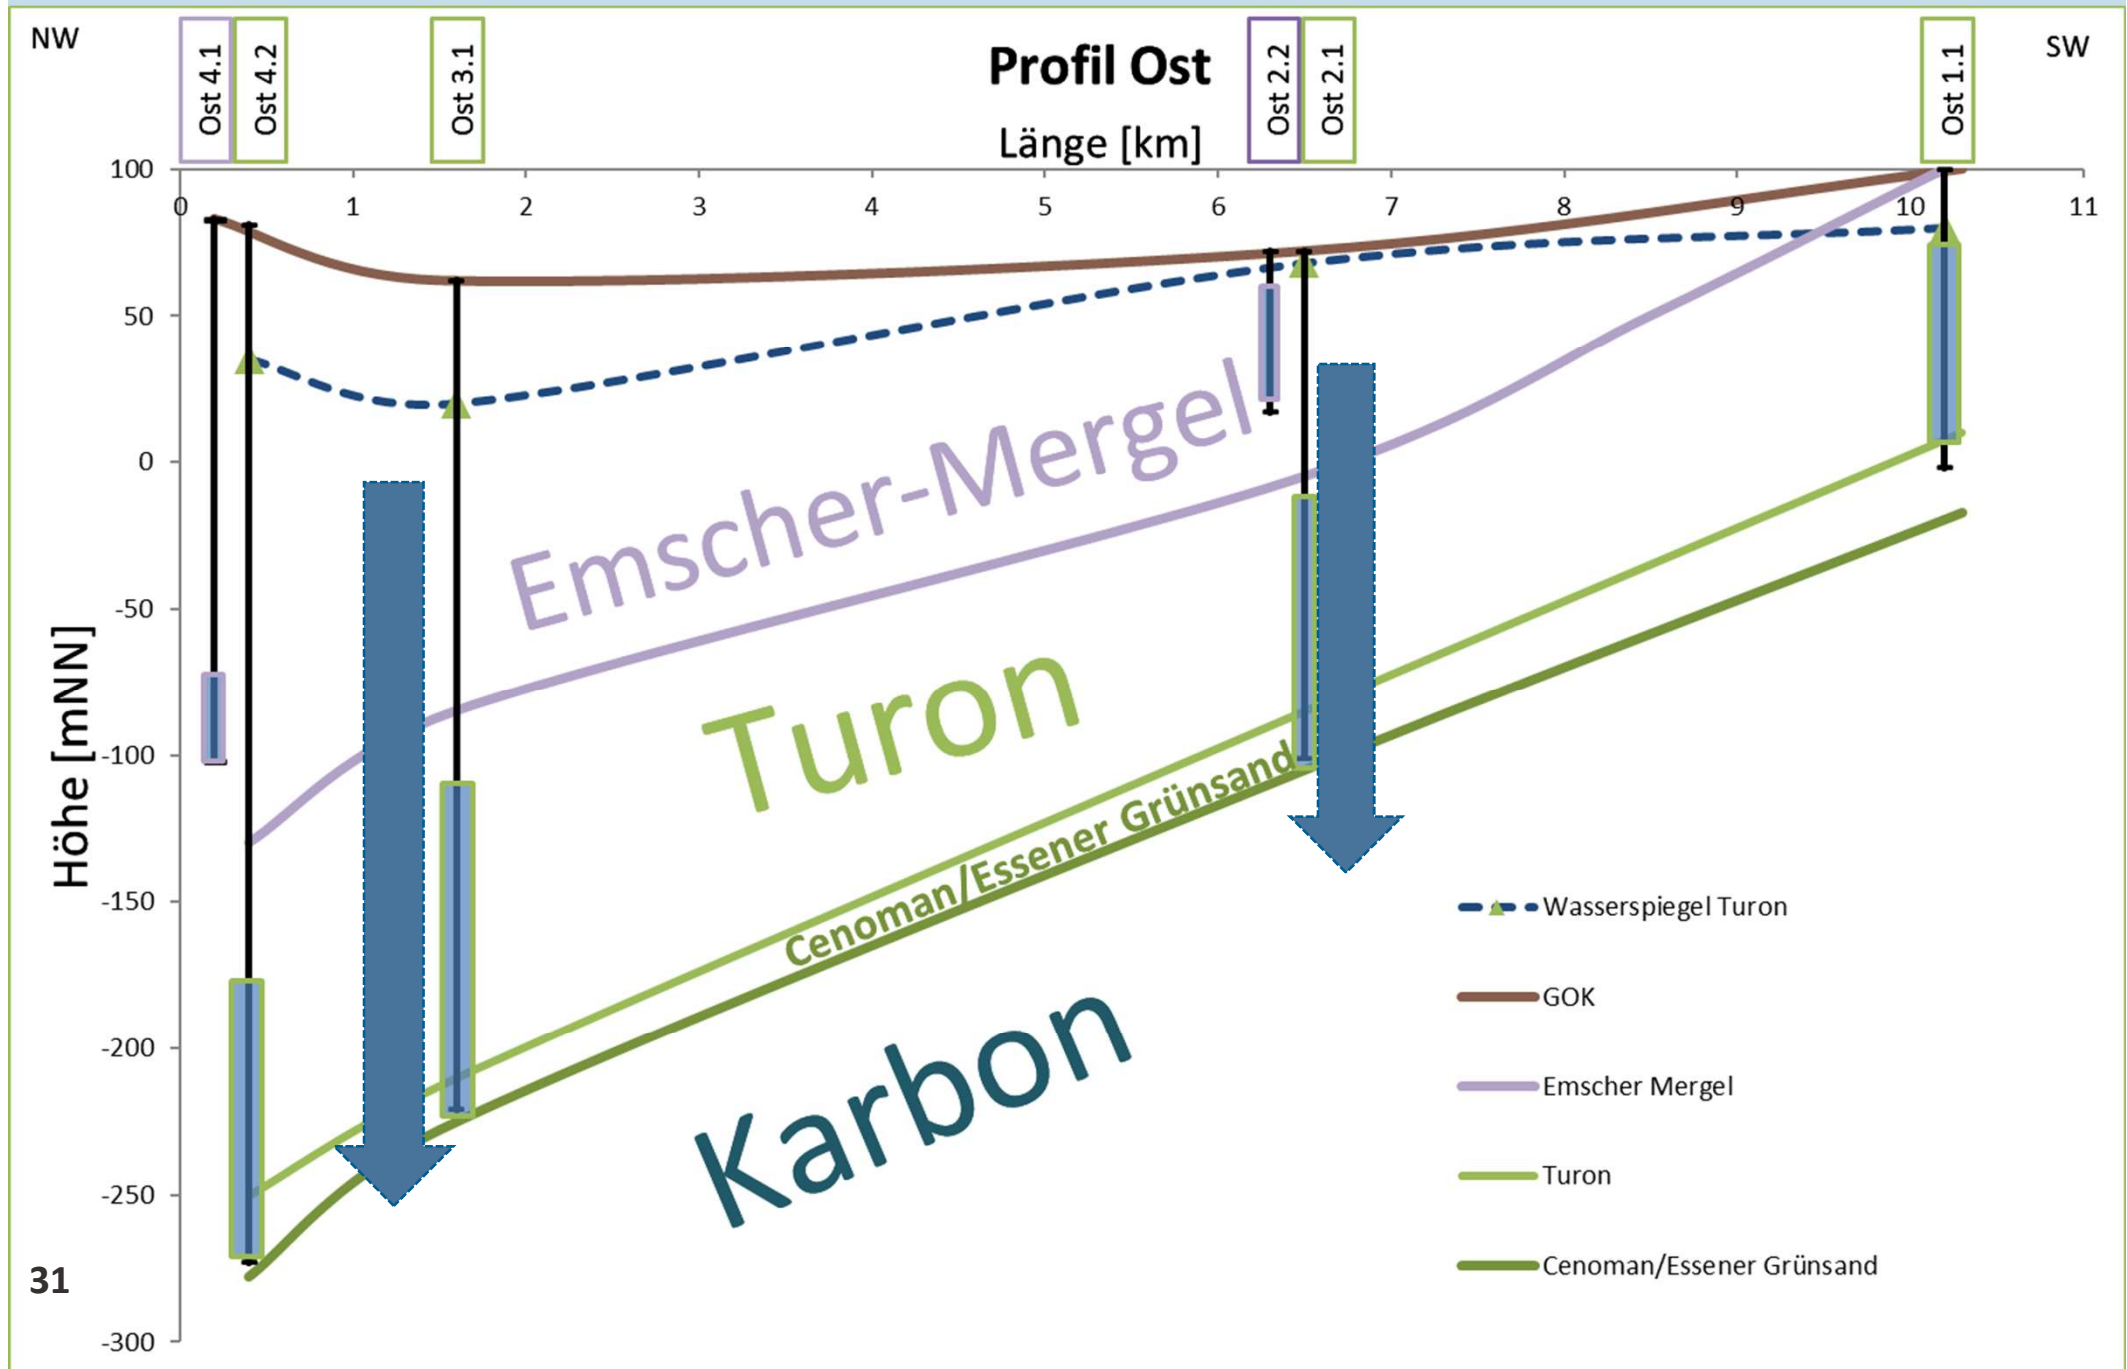 NW
Ost 4.1
Ost 4.2
Ost 3.1
Profil Ost
Länge [km]
Ost 2.2
Ost 2.1
Ost 1.1
SW
100
50
0
-50
-100
-150
-200
-250
-300
0 1 2 3 4 5 6 7 8 9 10 11
Höhe [mNN]
Emscher-Mergel
Turon
Cenoman/Essener Grünsand
Karbon
Wasserspiegel Turon
GOK
Emscher Mergel
Turon
Cenoman/Essener Grünsand
31